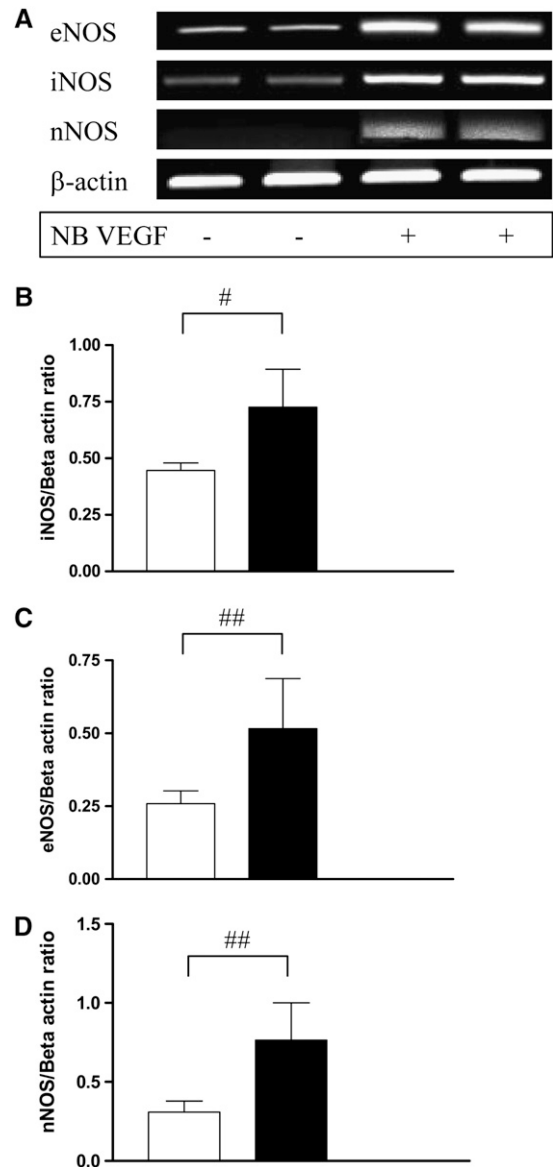 A
eNOS
iNOS
nNOS
β-actin
NB VEGF - - + +
B
#
iNOS/Beta actin ratio
1.00
0.75
0.50
0.25
0.00
C
##
eNOS/Beta actin ratio
0.75
0.50
0.25
0.00
D
##
nNOS/Beta actin ratio
1.5
1.0
0.5
0.0